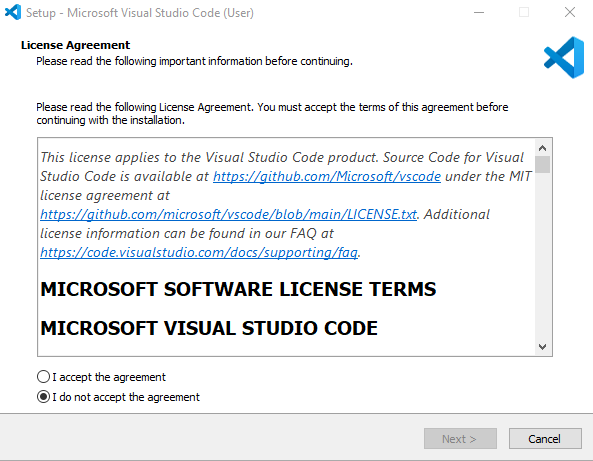 Setup - Microsoft Visual Studio Code (User)
License Agreement
Please read the following important information before continuing.
Please read the following License Agreement. You must accept the terms of this agreement before
continuing with the installation.
This license applies to the Visual Studio Code product. Source Code for Visual
Studio Code is available at https://github.com/Microsoft/vscode under the MIT
license agreement at
https://github.com/microsoft/vscode/blob/main/LICENSE.txt. Additional
license information can be found in our FAQ at
https://code.visualstudio.com/docs/supporting/faq.
MICROSOFT SOFTWARE LICENSE TERMS
MICROSOFT VISUAL STUDIO CODE
I accept the agreement
I do not accept the agreement
Next >
Cancel